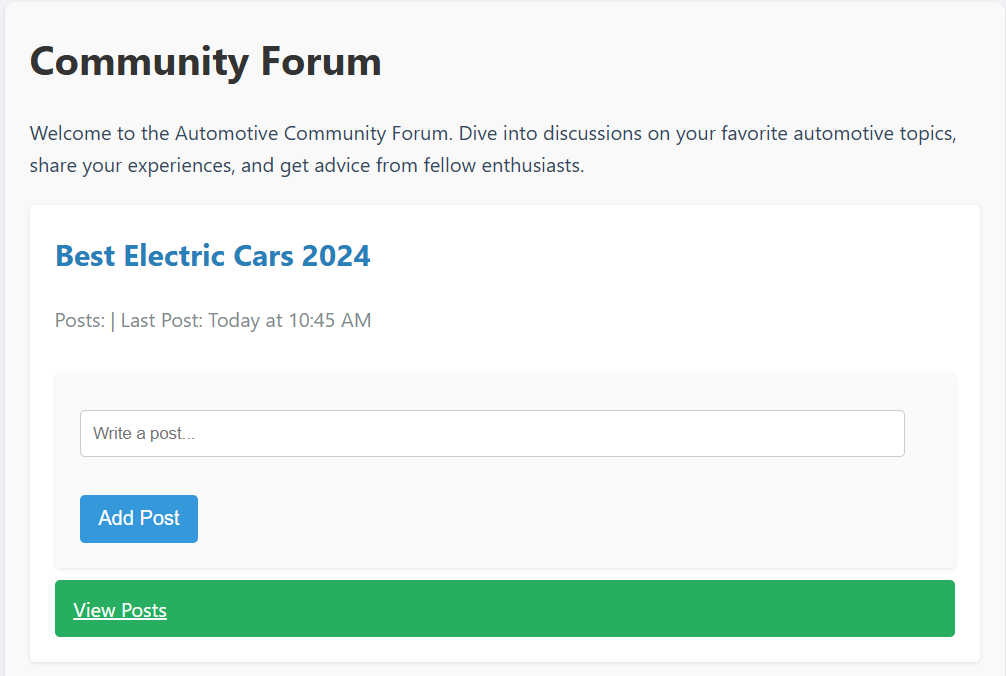 Community Forum
Welcome to the Automotive Community Forum. Dive into discussions on your favorite automotive topics,
share your experiences, and get advice from fellow enthusiasts.
Best Electric Cars 2024
Posts: | Last Post: Today at 10:45 AM
Write a post...
Add Post
View Posts